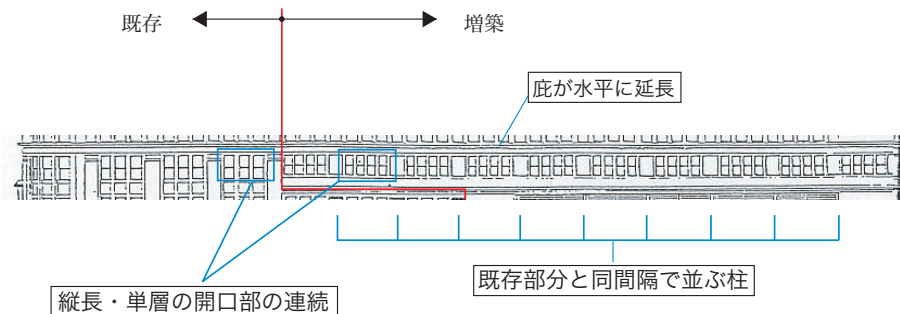 既存
増築
庇が水平に延長
既存部分と同間隔で並ぶ柱
縦長・単層の開口部の連続